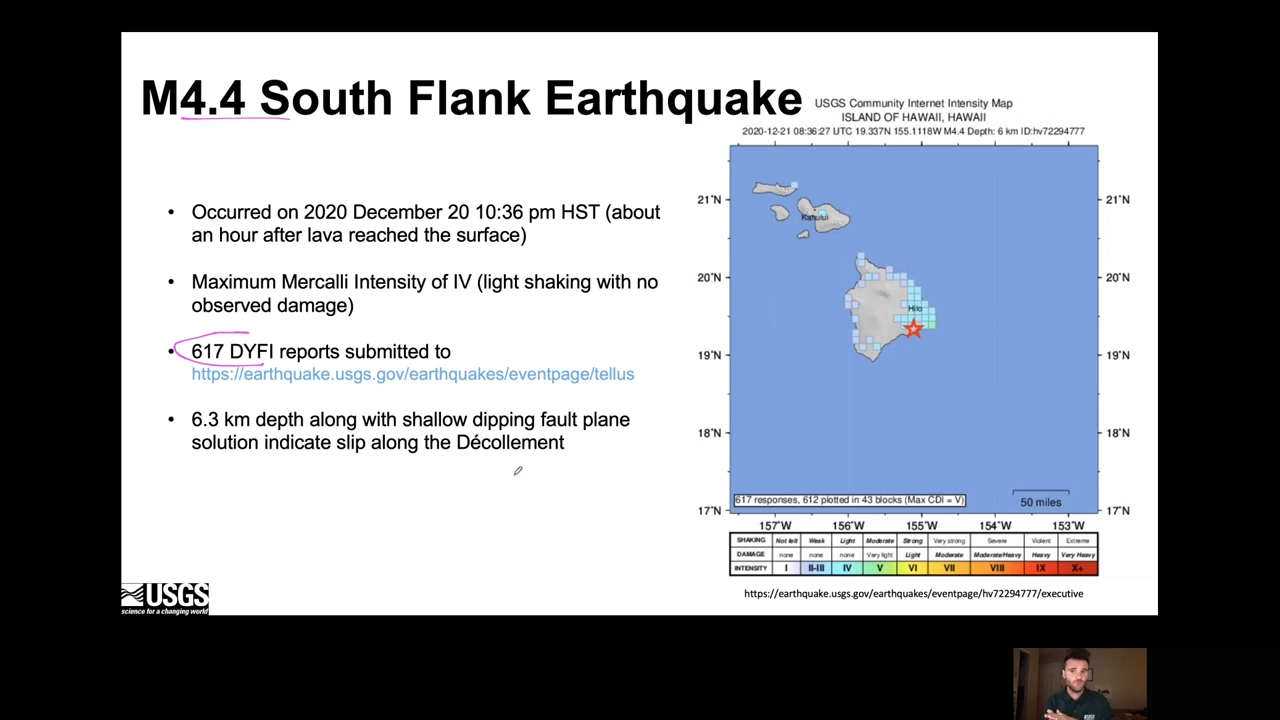 M4.4 South Flank Earthquake
• Occurred on 2020 December 20 10:36 pm HST (about
an hour after lava reached the surface)
• Maximum Mercalli Intensity of IV (light shaking with no
observed damage)
• 617 DYFI reports submitted to
https://earthquake.usgs.gov/earthquakes/eventpage/tellus
• 6.3 km depth along with shallow dipping fault plane
solution indicate slip along the Décollement
USGS Community Internet Intensity Map
ISLAND OF HAWAII, HAWAII
2020-12-21 08:36:27 UTC 19.337N 155.1118W M4.4 Depth: 6 km ID:hv72294777
21°N 21°N
Kahului
20°N 20°N
Hilo
19°N 19°N
18°N 18°N
617 responses, 612 plotted in 43 blocks (Max CDI = V)
50 miles
17°N 17°N
157°W 156°W 155°W 154°W 153°W
SHAKING Not felt Weak Light Moderate Strong Very strong Severe Violent Extreme
DAMAGE none none none Very light Light Moderate Moderate/Heavy Heavy Very Heavy
INTENSITY I II-III IV V VI VII VIII IX X+
https://earthquake.usgs.gov/earthquakes/eventpage/hv72294777/executive
USGS
science for a changing world
USGS